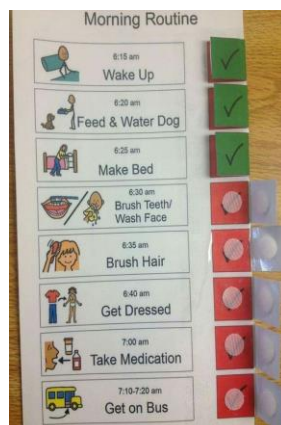 Morning Routine
6:15 am
Wake Up
6:20 am
Feed & Water Dog
6:25 am
Make Bed
6:30 am
Brush Teeth/
Wash Face
6:35 am
Brush Hair
6:40 am
Get Dressed
7:00 am
Take Medication
7:10-7:20 am
Get on Bus